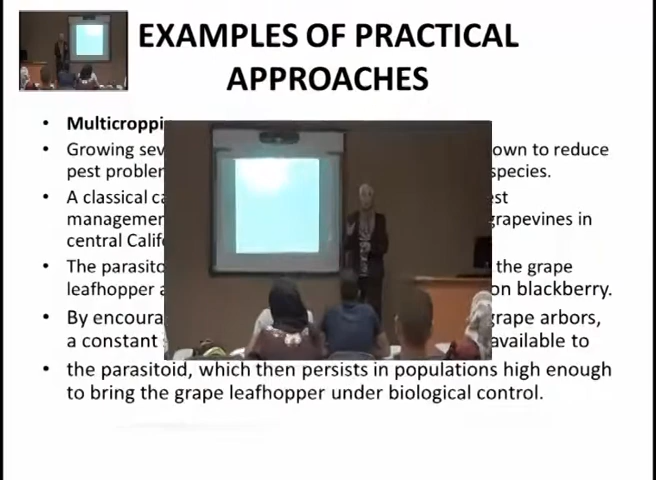 EXAMPLES OF PRACTICAL
APPROACHES
• Multicroppi
• Growing sev own to reduce
pest problem species.
• A classical ca est
managemen grapevines in
central Calif
• The parasito the grape
leafhopper a on blackberry.
• By encoura grape arbors,
a constant available to
• the parasitoid, which then persists in populations high enough
to bring the grape leafhopper under biological control.